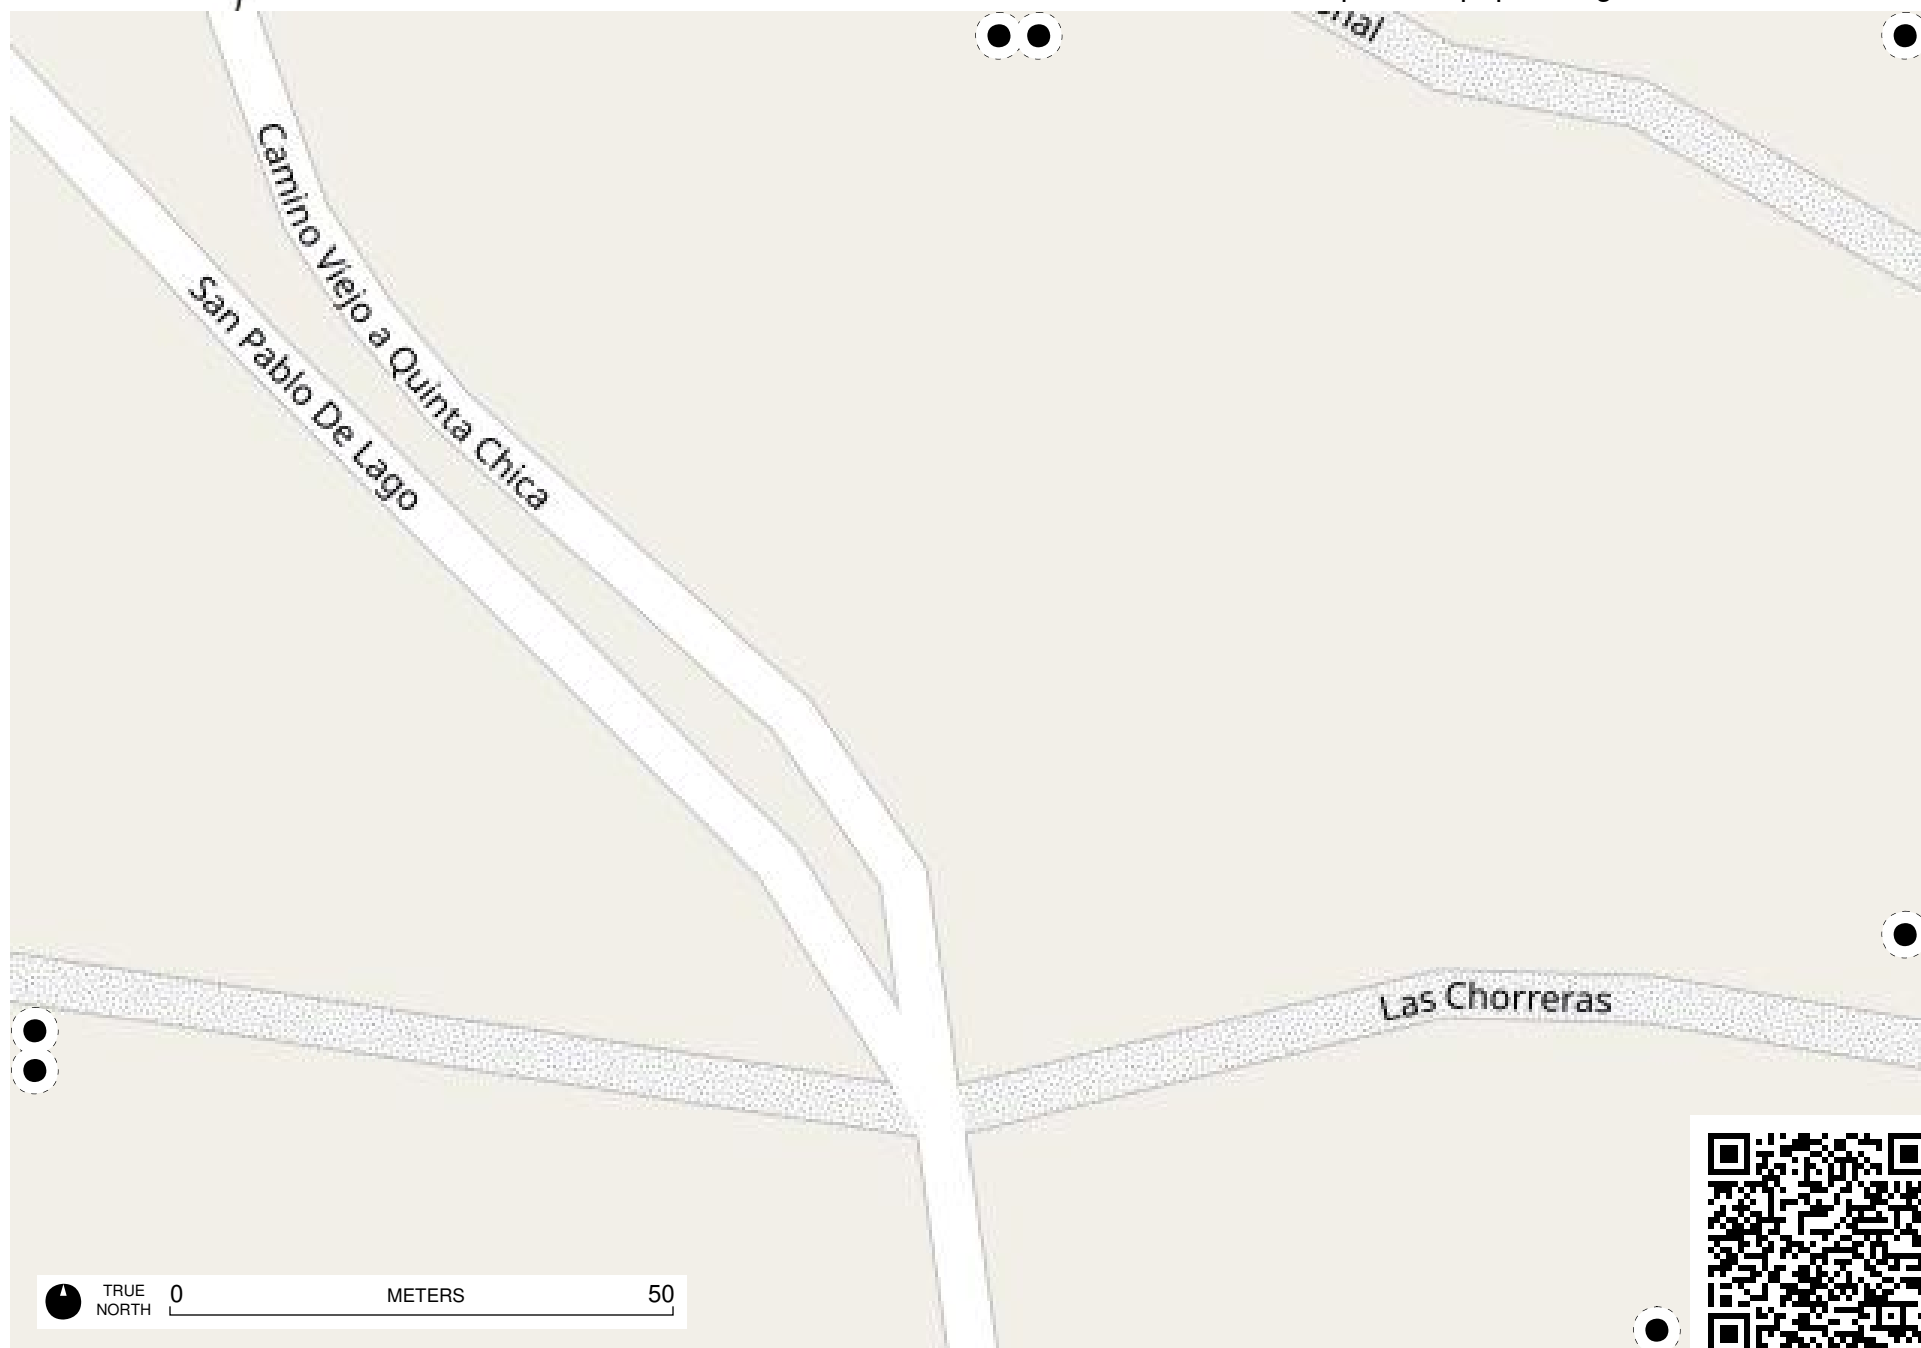 Camino Viejo a Quinta Chica
San Pablo De Lago
Las Chorreras
TRUE
NORTH
0 METERS 50